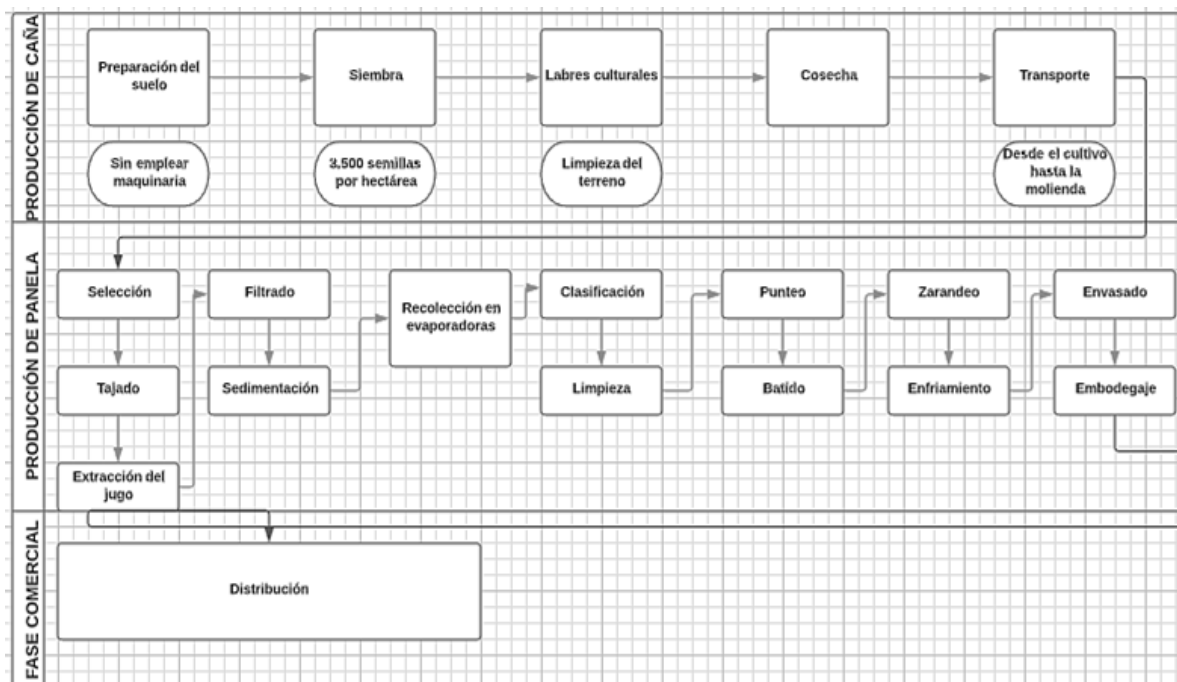 PRODUCCIÓN DE CAÑA
Preparación del
suelo
Siembra
Labres culturales
Cosecha
Transporte
Sin emplear
maquinaria
3,500 semillas
por hectárea
Limpieza del
terreno
Desde el cultivo
hasta la
molienda
PRODUCCIÓN DE PANELA
Selección
Filtrado
Recolección en
evaporadoras
Clasificación
Punteo
Zarandeo
Envasado
Tajado
Sedimentación
Limpieza
Batido
Enfriamiento
Embodegaje
Extracción del
jugo
FASE COMERCIAL
Distribución